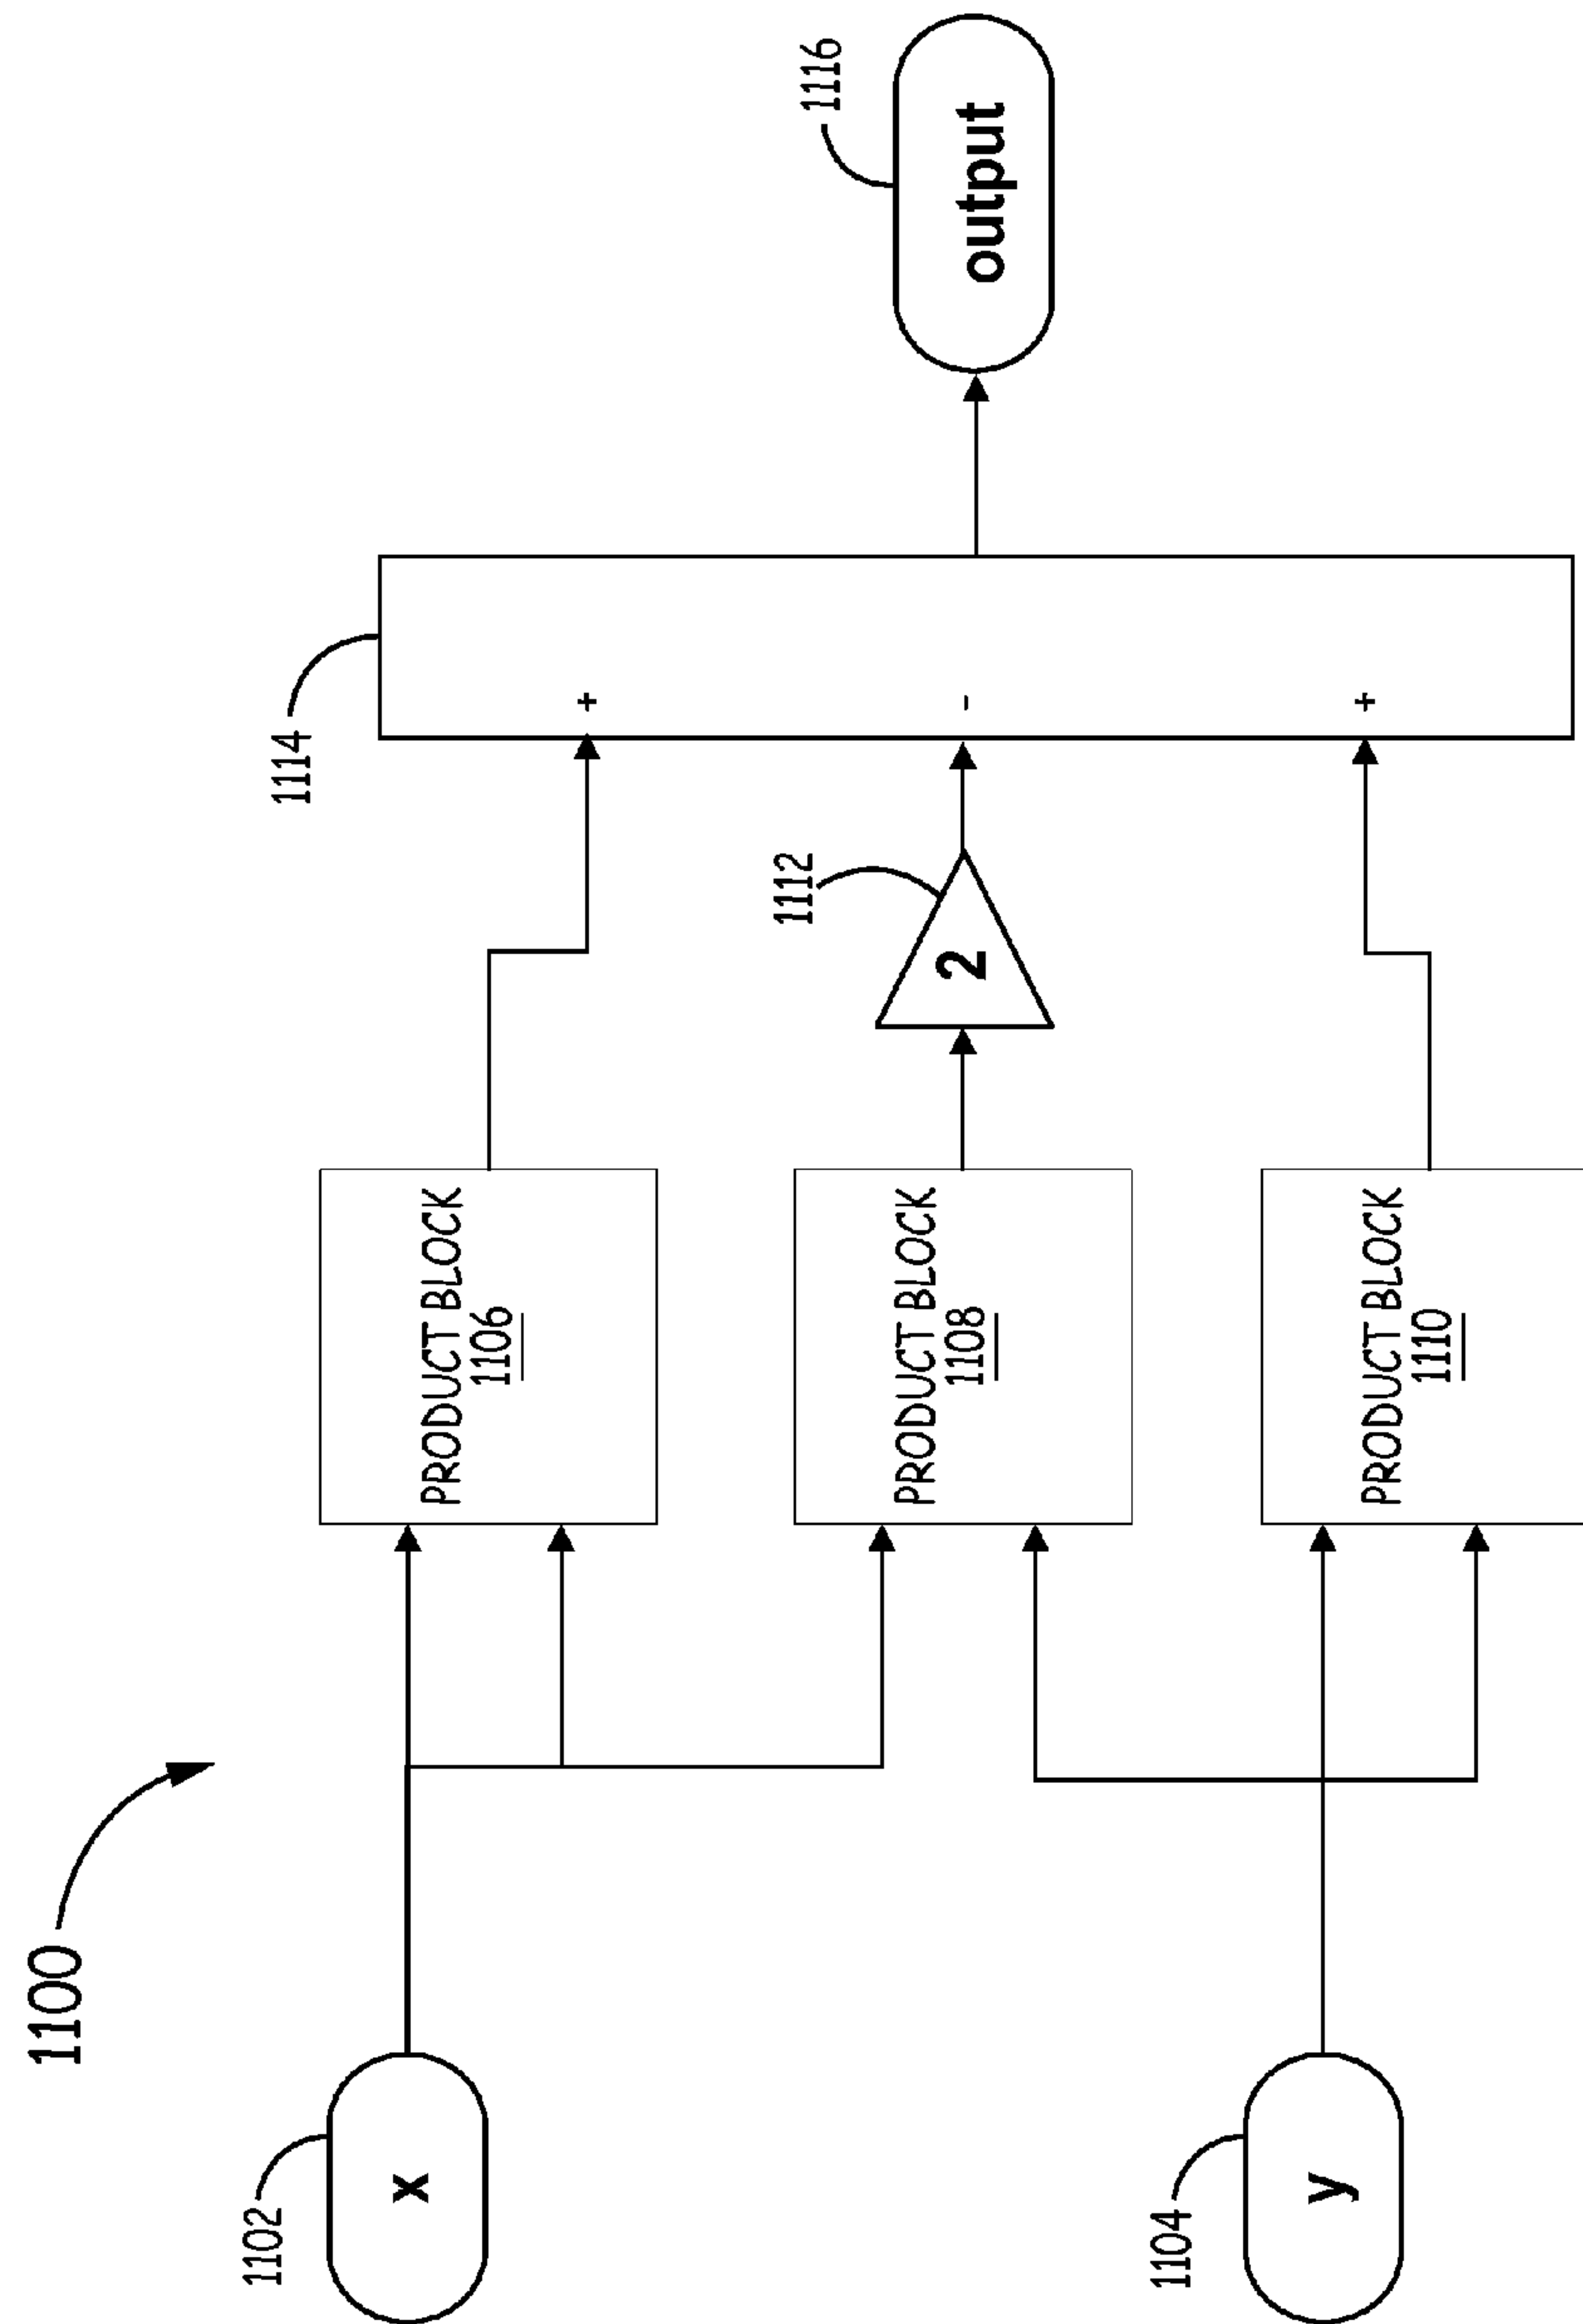 1100
1102
x
1104
y
PRODUCT BLOCK
1106
PRODUCT BLOCK
1108
PRODUCT BLOCK
1110
1112
2
1114
+
-
+
1116
output